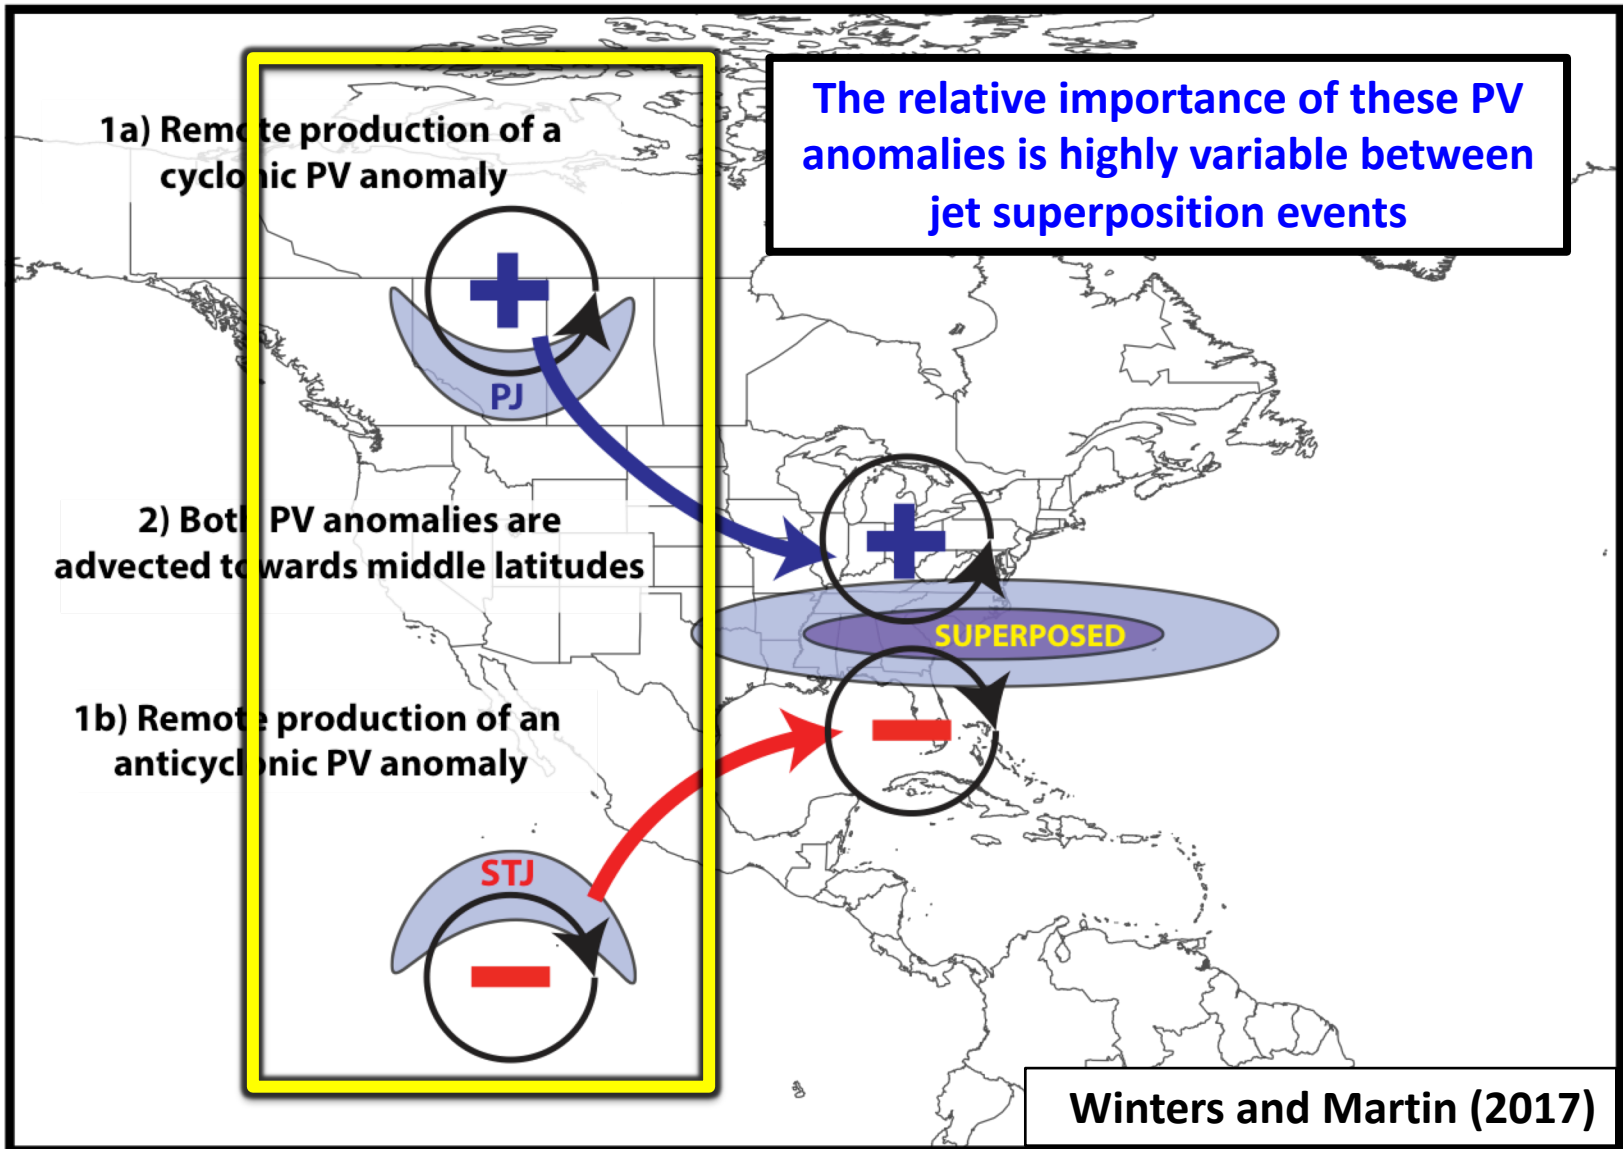 The relative importance of these PV
anomalies is highly variable between
jet superposition events
1a) Remote production of a
cyclonic PV anomaly
+
PJ
2) Both PV anomalies are
advected towards middle latitudes
+
SUPERPOSED
1b) Remote production of an
anticyclonic PV anomaly
−
STJ
−
Winters and Martin (2017)